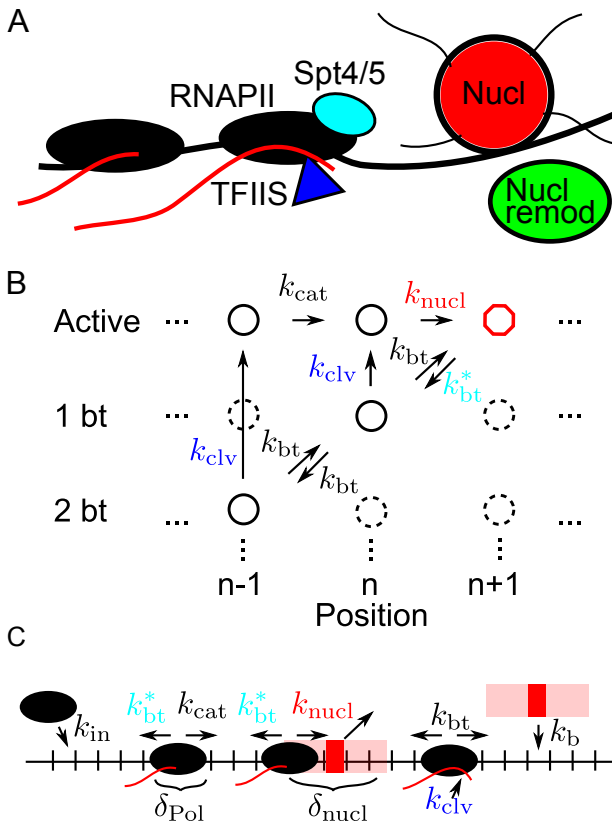 A
Spt4/5
RNAPII
Nucl
TFIIS
Nucl
remod
B
k_cat
k_nucl
Active ... ...
k_clv
k_bt
k*_bt
1 bt ... ...
k_clv
k_bt
k_bt
2 bt ... ...
n-1 n n+1
Position
C
k*_bt k_cat k*_bt k_nucl k_bt
k_in
k_b
δ_Pol δ_nucl k_clv